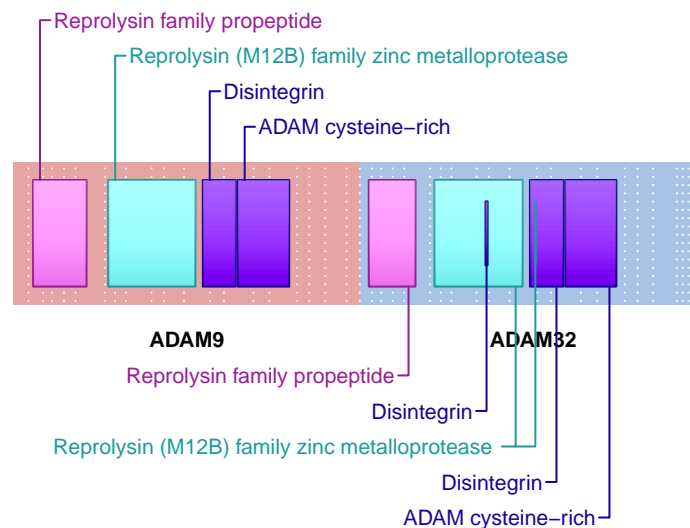 Reprolysin family propeptide
Reprolysin (M12B) family zinc metalloprotease
Disintegrin
ADAM cysteine−rich
ADAM9
ADAM32
Reprolysin family propeptide
Disintegrin
Reprolysin (M12B) family zinc metalloprotease
Disintegrin
ADAM cysteine−rich